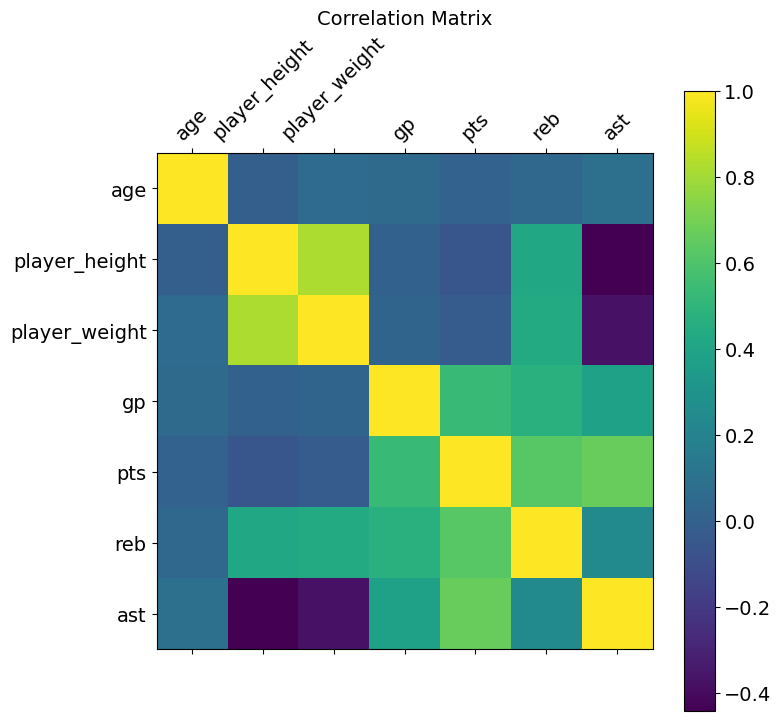 Correlation Matrix
age
player_height
player_weight
gp
pts
reb
ast
age
player_height
player_weight
gp
pts
reb
ast
1.0
0.8
0.6
0.4
0.2
0.0
−0.2
−0.4